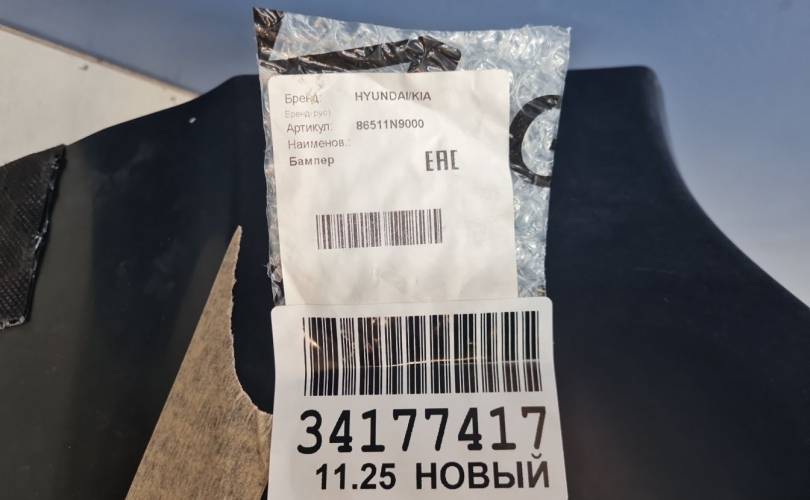 Бренд: HYUNDAI/KIA
Бренд(рус)
Артикул: 86511N9000
Наименов.:
Бампер
EAC
G
34177417
11.25 НОВЫЙ